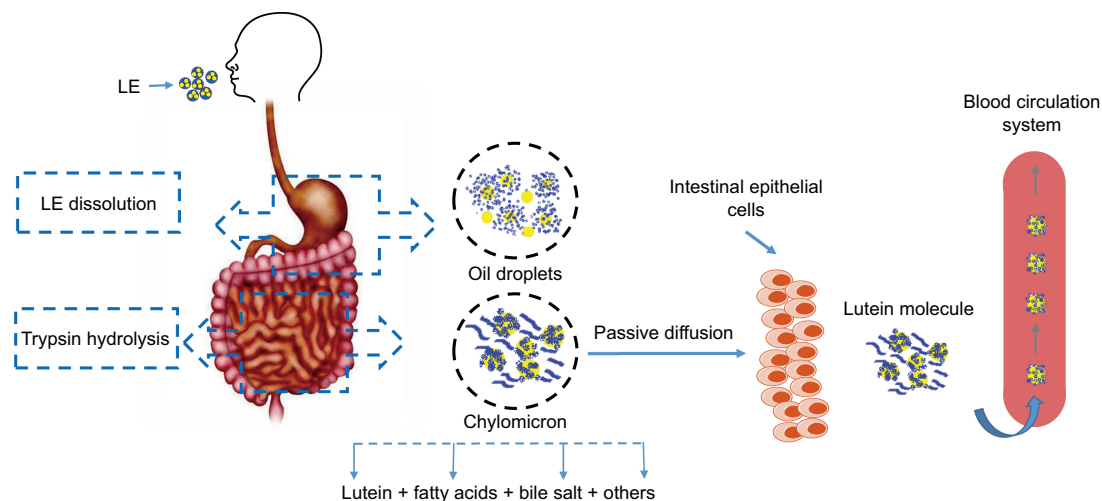 LE
LE dissolution
Trypsin hydrolysis
Oil droplets
Chylomicron
Lutein + fatty acids + bile salt + others
Passive diffusion
Intestinal epithelial
cells
Lutein molecule
Blood circulation
system